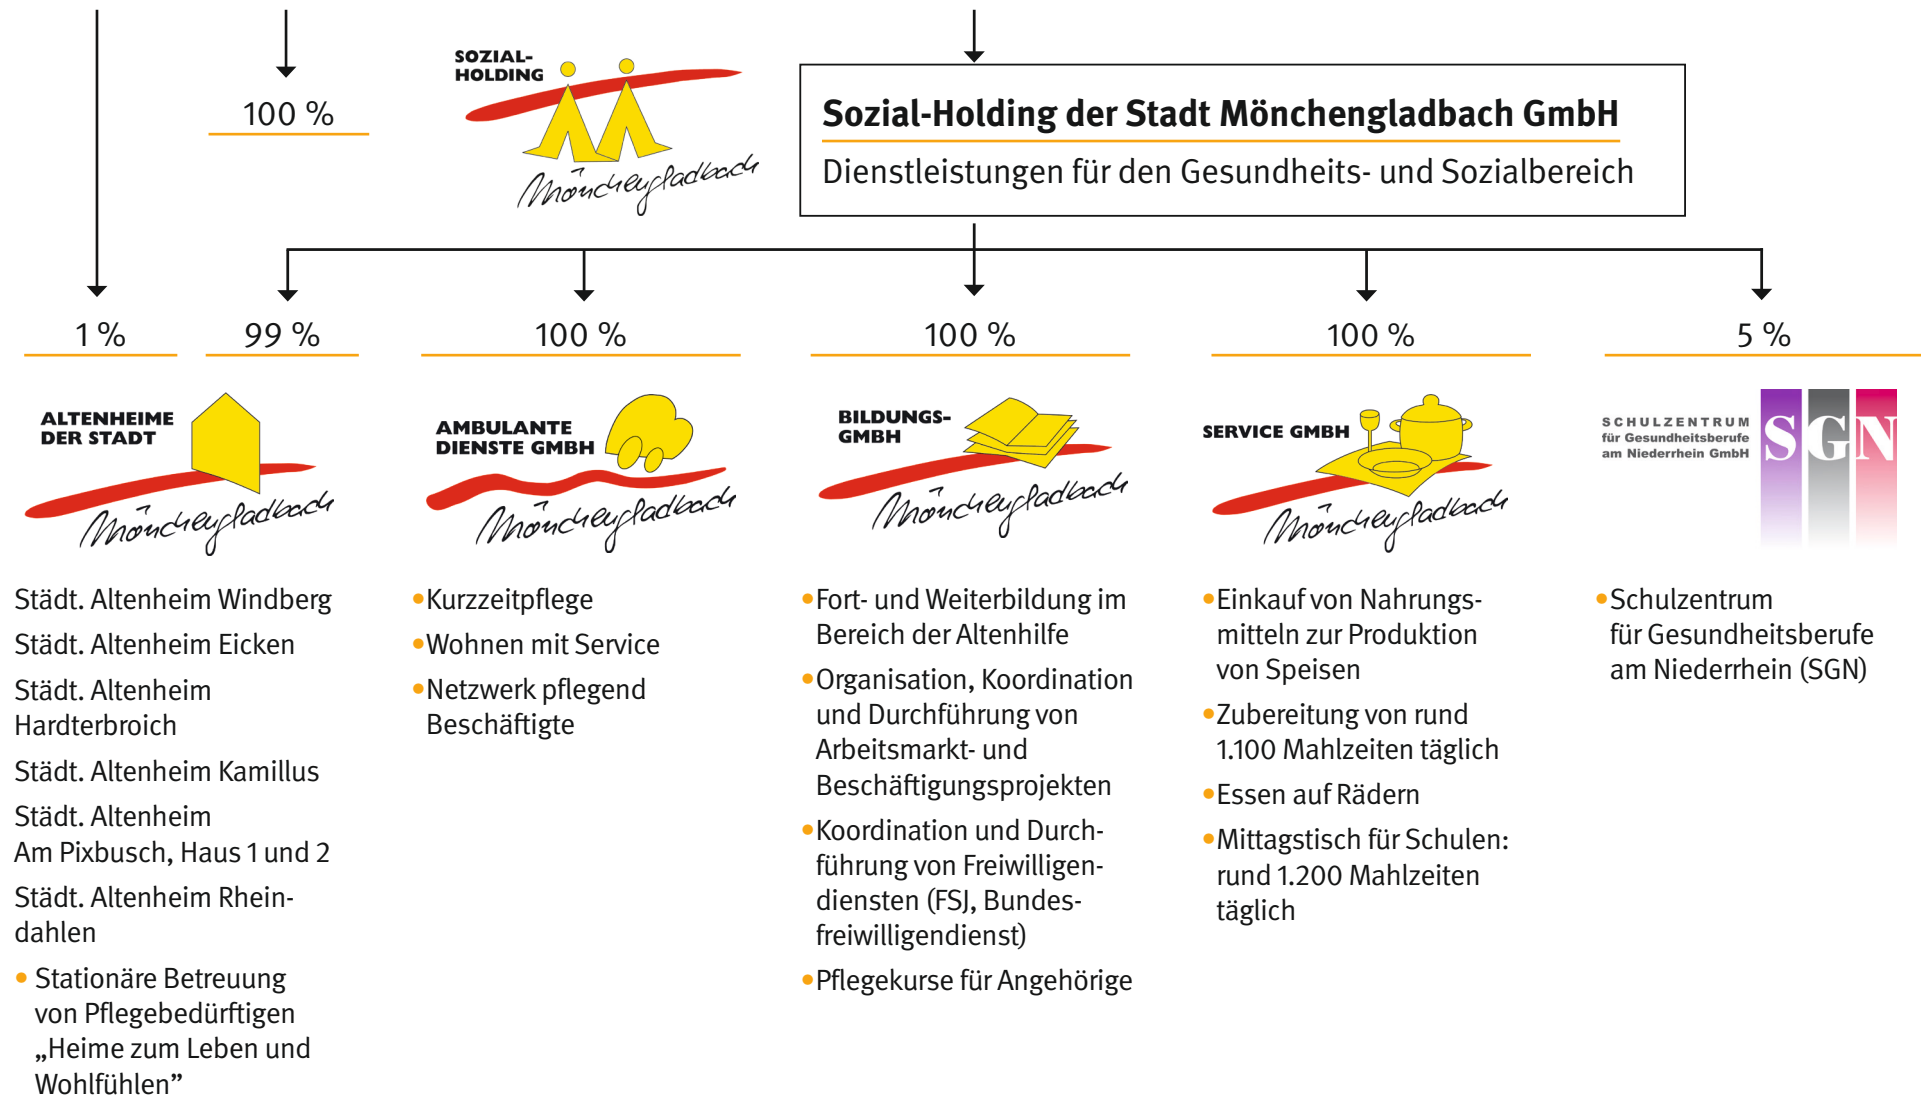 SOZIAL-
HOLDING
Mönchengladbach
100 %
Sozial-Holding der Stadt Mönchengladbach GmbH
Dienstleistungen für den Gesundheits- und Sozialbereich
1 %
99 %
100 %
100 %
100 %
5 %
ALTENHEIME
DER STADT
Mönchengladbach
AMBULANTE
DIENSTE GMBH
Mönchengladbach
BILDUNGS-
GMBH
Mönchengladbach
SERVICE GMBH
Mönchengladbach
SCHULZENTRUM
für Gesundheitsberufe
am Niederrhein GmbH
SGN
Städt. Altenheim Windberg
Städt. Altenheim Eicken
Städt. Altenheim
Hardterbroich
Städt. Altenheim Kamillus
Städt. Altenheim
Am Pixbusch, Haus 1 und 2
Städt. Altenheim Rhein-
dahlen
• Stationäre Betreuung
von Pflegebedürftigen
„Heime zum Leben und
Wohlfühlen”
•Kurzzeitpflege
•Wohnen mit Service
•Netzwerk pflegend
Beschäftigte
•Fort- und Weiterbildung im
Bereich der Altenhilfe
•Organisation, Koordination
und Durchführung von
Arbeitsmarkt- und
Beschäftigungsprojekten
•Koordination und Durch-
führung von Freiwilligen-
diensten (FSJ, Bundes-
freiwilligendienst)
•Pflegekurse für Angehörige
•Einkauf von Nahrungs-
mitteln zur Produktion
von Speisen
•Zubereitung von rund
1.100 Mahlzeiten täglich
•Essen auf Rädern
•Mittagstisch für Schulen:
rund 1.200 Mahlzeiten
täglich
•Schulzentrum
für Gesundheitsberufe
am Niederrhein (SGN)